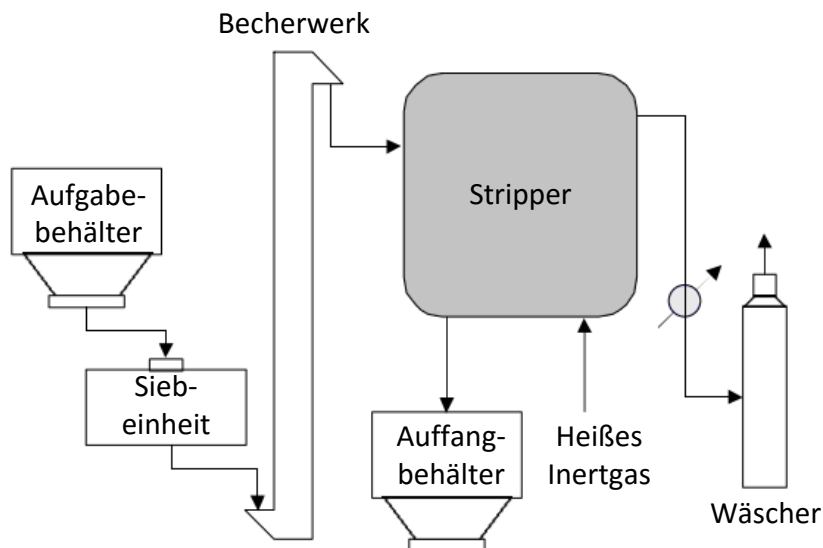 Becherwerk
Aufgabe-
behälter
Stripper
Sieb-
einheit
Auffang-
behälter
Heißes
Inertgas
Wäscher